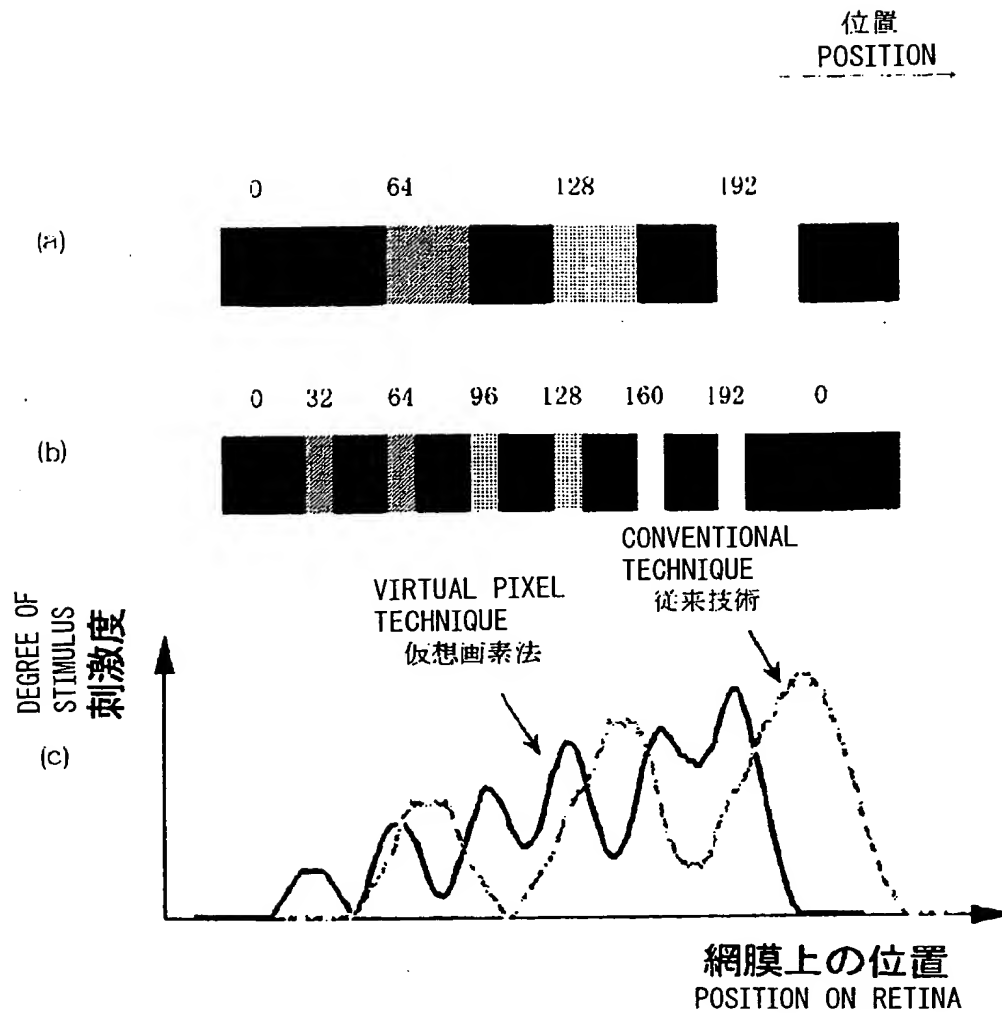 位置
POSITION
0 64 128 192
(a)
0 32 64 96 128 160 192 0
(b)
CONVENTIONAL
TECHNIQUE
従来技術
VIRTUAL PIXEL
TECHNIQUE
仮想画素法
DEGREE OF
STIMULUS
刺激度
(c)
網膜上の位置
POSITION ON RETINA